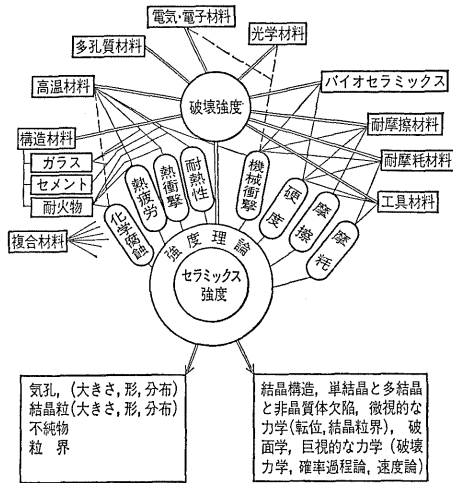 電気・電子材料
光学材料
多孔質材料
高温材料
バイオセラミックス
破壊強度
耐摩擦材料
構造材料
耐摩耗材料
ガラス
セメント
耐火物
工具材料
複合材料
化学腐蝕
熱疲労
熱衝撃
耐熱性
機械衝撃
硬度
摩擦
摩耗
強度理論
セラミックス
強度
気孔,(大きさ,形,分布)
結晶粒(大きさ,形,分布)
不純物
粒界
結晶構造,単結晶と多結晶
と非晶質体欠陥,微視的な
力学(転位,結晶粒界),破
面学,巨視的な力学(破壊
力学,確率過程論,速度論)